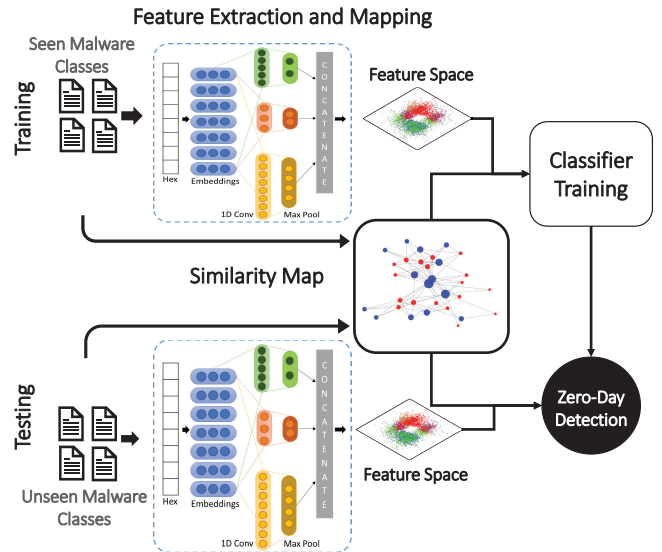 Feature Extraction and Mapping
Training
Seen Malware
Classes
Hex
Embeddings
1D Conv
Max Pool
CONCATENATE
Feature Space
Classifier
Training
Similarity Map
Testing
Unseen Malware
Classes
Hex
Embeddings
1D Conv
Max Pool
CONCATENATE
Feature Space
Zero-Day
Detection